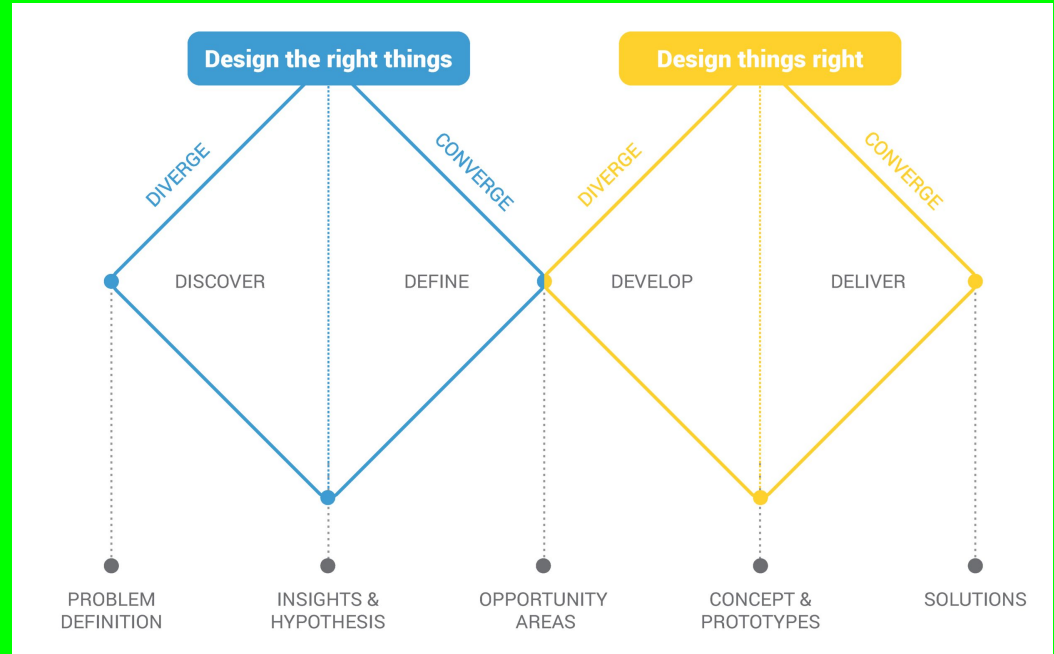 Design the right things
Design things right
DIVERGE
CONVERGE
DIVERGE
CONVERGE
DISCOVER
DEFINE
DEVELOP
DELIVER
PROBLEM
DEFINITION
INSIGHTS &
HYPOTHESIS
OPPORTUNITY
AREAS
CONCEPT &
PROTOTYPES
SOLUTIONS